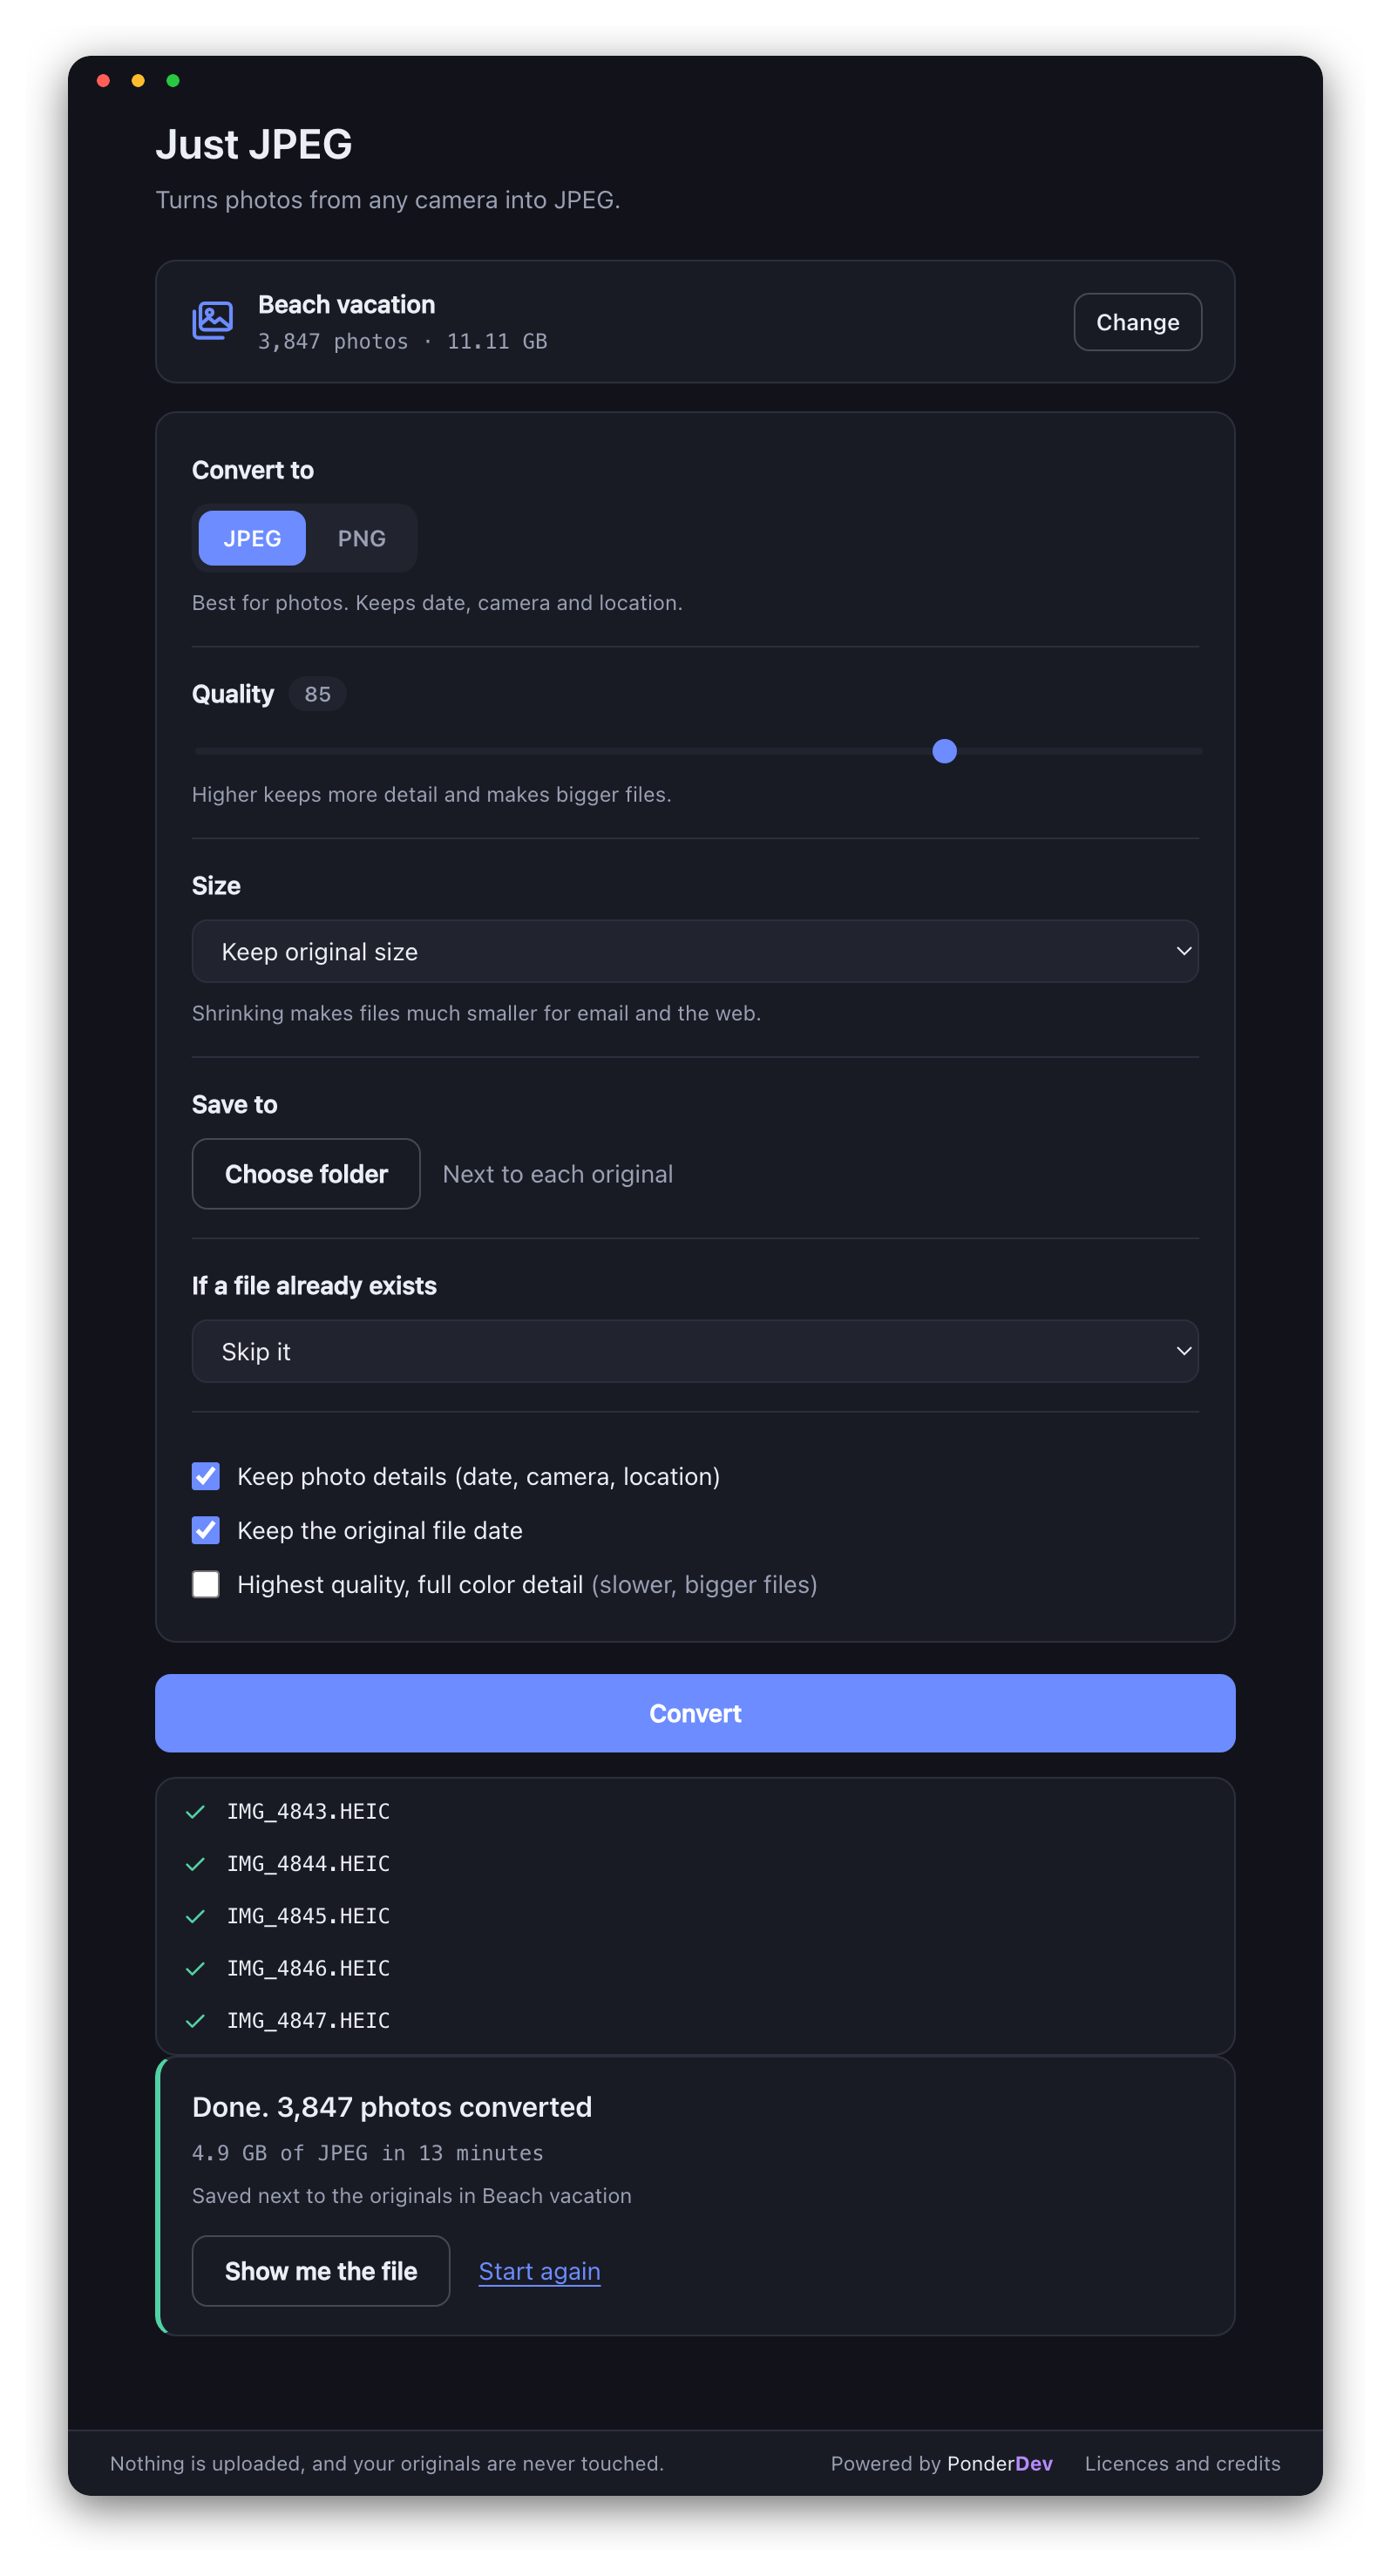 Just JPEG
Turns photos from any camera into JPEG.
Beach vacation
3,847 photos · 11.11 GB
Change
Convert to
JPEG PNG
Best for photos. Keeps date, camera and location.
Quality 85
Higher keeps more detail and makes bigger files.
Size
Keep original size
Shrinking makes files much smaller for email and the web.
Save to
Choose folder Next to each original
If a file already exists
Skip it
Keep photo details (date, camera, location)
Keep the original file date
Highest quality, full color detail (slower, bigger files)
Convert
IMG_4843.HEIC
IMG_4844.HEIC
IMG_4845.HEIC
IMG_4846.HEIC
IMG_4847.HEIC
Done. 3,847 photos converted
4.9 GB of JPEG in 13 minutes
Saved next to the originals in Beach vacation
Show me the file Start again
Nothing is uploaded, and your originals are never touched. Powered by PonderDev Licences and credits